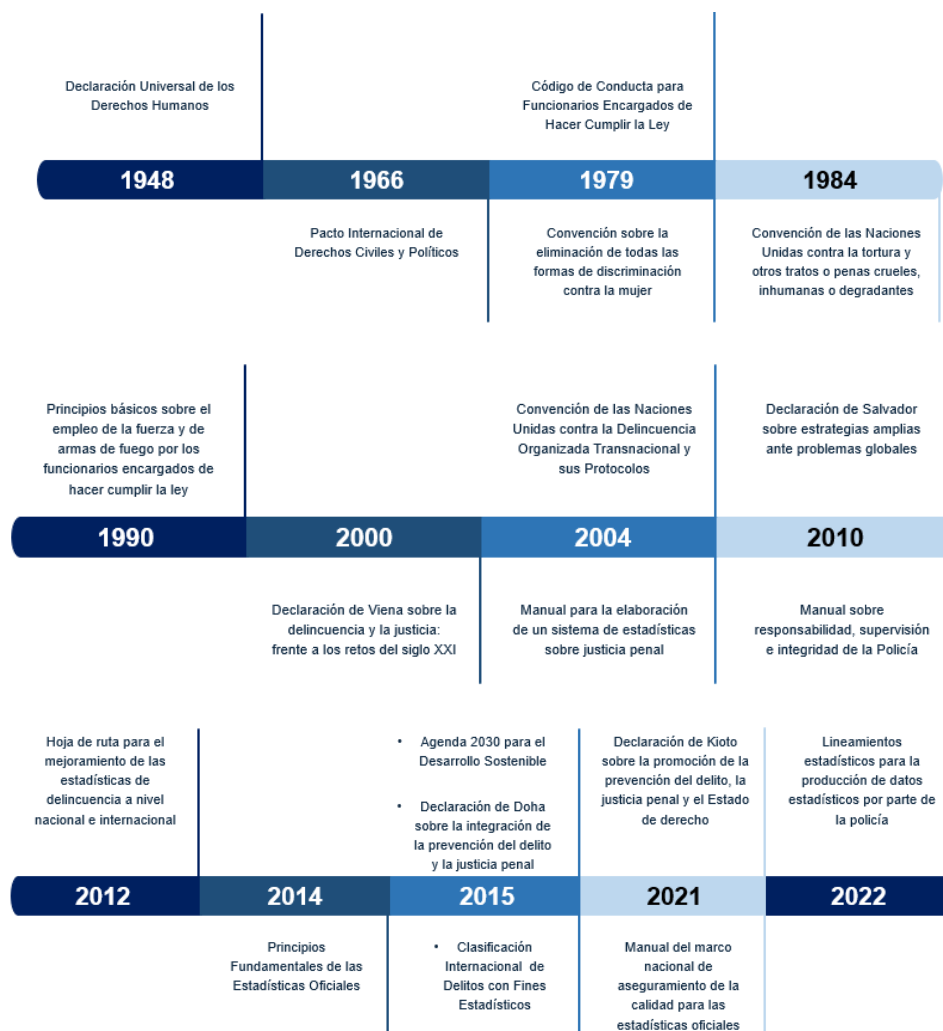 Declaración Universal de los
Derechos Humanos
Código de Conducta para
Funcionarios Encargados de
Hacer Cumplir la Ley
1948
1966
1979
1984
Pacto Internacional de
Derechos Civiles y Políticos
Convención sobre la
eliminación de todas las
formas de discriminación
contra la mujer
Convención de las Naciones
Unidas contra la tortura y
otros tratos o penas crueles,
inhumanas o degradantes
Principios básicos sobre el
empleo de la fuerza y de
armas de fuego por los
funcionarios encargados de
hacer cumplir la ley
Convención de las Naciones
Unidas contra la Delincuencia
Organizada Transnacional y
sus Protocolos
Declaración de Salvador
sobre estrategias amplias
ante problemas globales
1990
2000
2004
2010
Declaración de Viena sobre la
delincuencia y la justicia:
frente a los retos del siglo XXI
Manual para la elaboración
de un sistema de estadísticas
sobre justicia penal
Manual sobre
responsabilidad, supervisión
e integridad de la Policía
Hoja de ruta para el
mejoramiento de las
estadísticas de
delincuencia a nivel
nacional e internacional
• Agenda 2030 para el
Desarrollo Sostenible
• Declaración de Doha
sobre la integración de
la prevención del delito
y la justicia penal
Declaración de Kioto
sobre la promoción de la
prevención del delito, la
justicia penal y el Estado
de derecho
Lineamientos
estadísticos para la
producción de datos
estadísticos por parte de
la policía
2012
2014
2015
2021
2022
Principios
Fundamentales de las
Estadísticas Oficiales
• Clasificación
Internacional de
Delitos con Fines
Estadísticos
Manual del marco
nacional de
aseguramiento de la
calidad para las
estadísticas oficiales